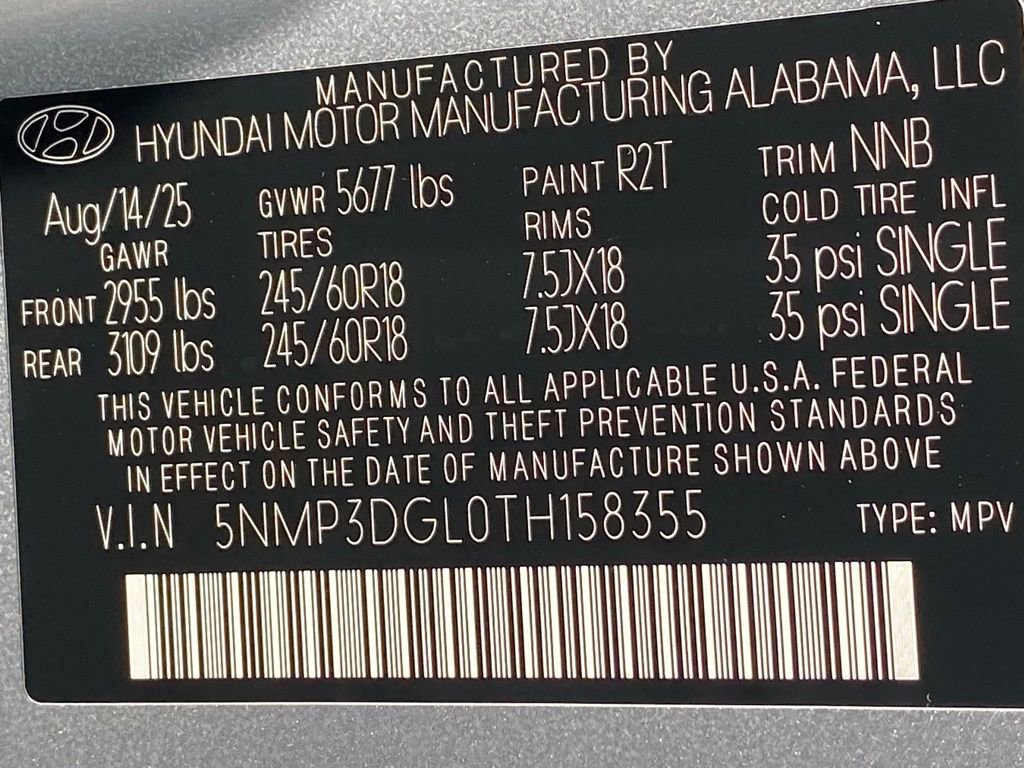 MANUFACTURED BY
HYUNDAI MOTOR MANUFACTURING ALABAMA, LLC
Aug/14/25 GVWR 5677 lbs PAINT R2T TRIM NNB
GAWR TIRES RIMS COLD TIRE INFL
FRONT 2955 lbs 245/60R18 7.5JX18 35 psi SINGLE
REAR 3109 lbs 245/60R18 7.5JX18 35 psi SINGLE
THIS VEHICLE CONFORMS TO ALL APPLICABLE U.S.A. FEDERAL
MOTOR VEHICLE SAFETY AND THEFT PREVENTION STANDARDS
IN EFFECT ON THE DATE OF MANUFACTURE SHOWN ABOVE
V.I.N 5NMP3DGL0TH158355 TYPE: MPV